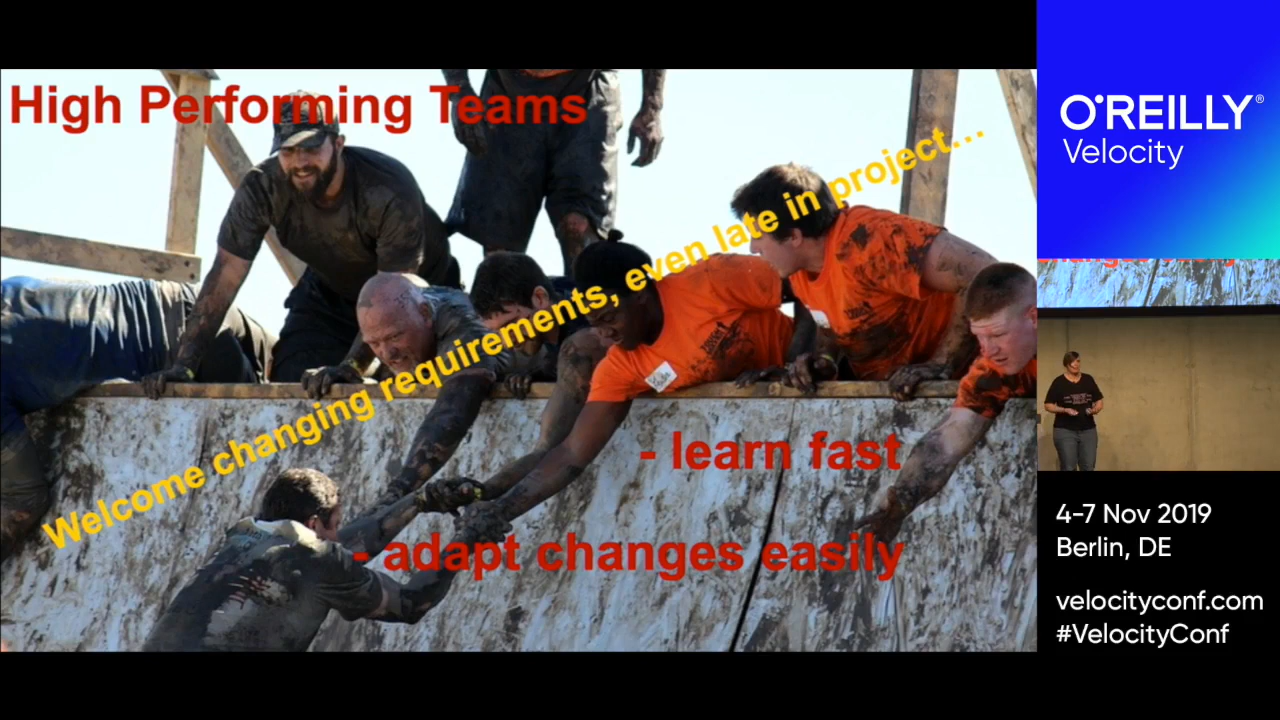 High Performing Teams
Welcome changing requirements, even late in project...
- learn fast
- adapt changes easily
O'REILLY®
Velocity
4-7 Nov 2019
Berlin, DE
velocityconf.com
#VelocityConf